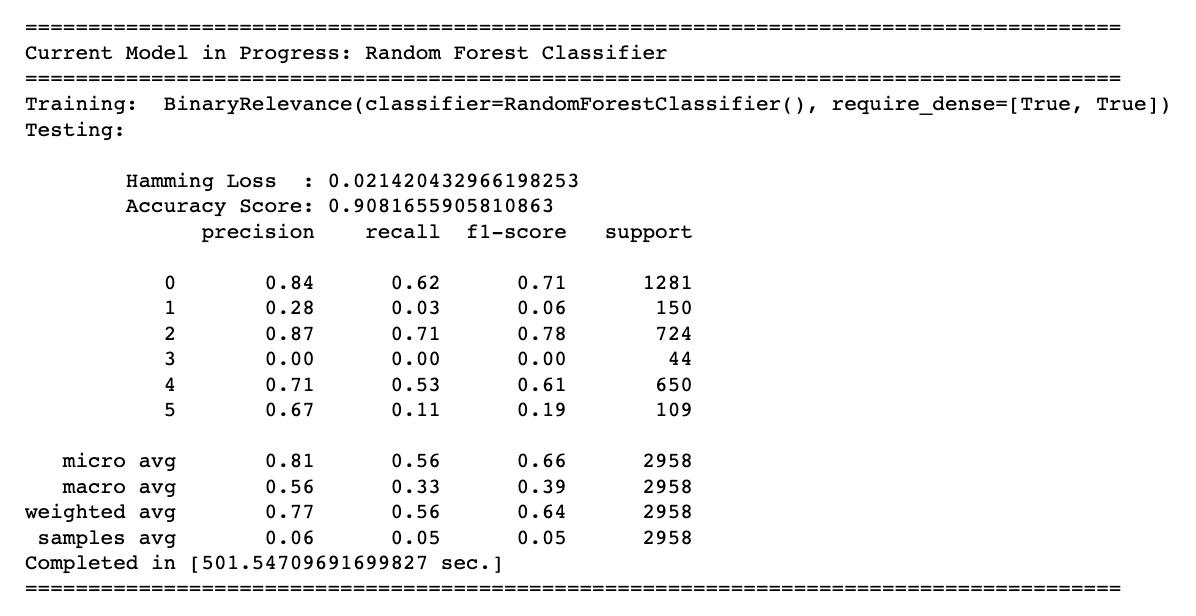 =======================================================================================
Current Model in Progress: Random Forest Classifier
=======================================================================================
Training:  BinaryRelevance(classifier=RandomForestClassifier(), require_dense=[True, True])
Testing:
        Hamming Loss  : 0.021420432966198253
        Accuracy Score: 0.9081655905810863
              precision    recall  f1-score   support
           0       0.84      0.62      0.71      1281
           1       0.28      0.03      0.06       150
           2       0.87      0.71      0.78       724
           3       0.00      0.00      0.00        44
           4       0.71      0.53      0.61       650
           5       0.67      0.11      0.19       109
   micro avg       0.81      0.56      0.66      2958
   macro avg       0.56      0.33      0.39      2958
weighted avg       0.77      0.56      0.64      2958
 samples avg       0.06      0.05      0.05      2958
Completed in [501.54709691699827 sec.]
=======================================================================================